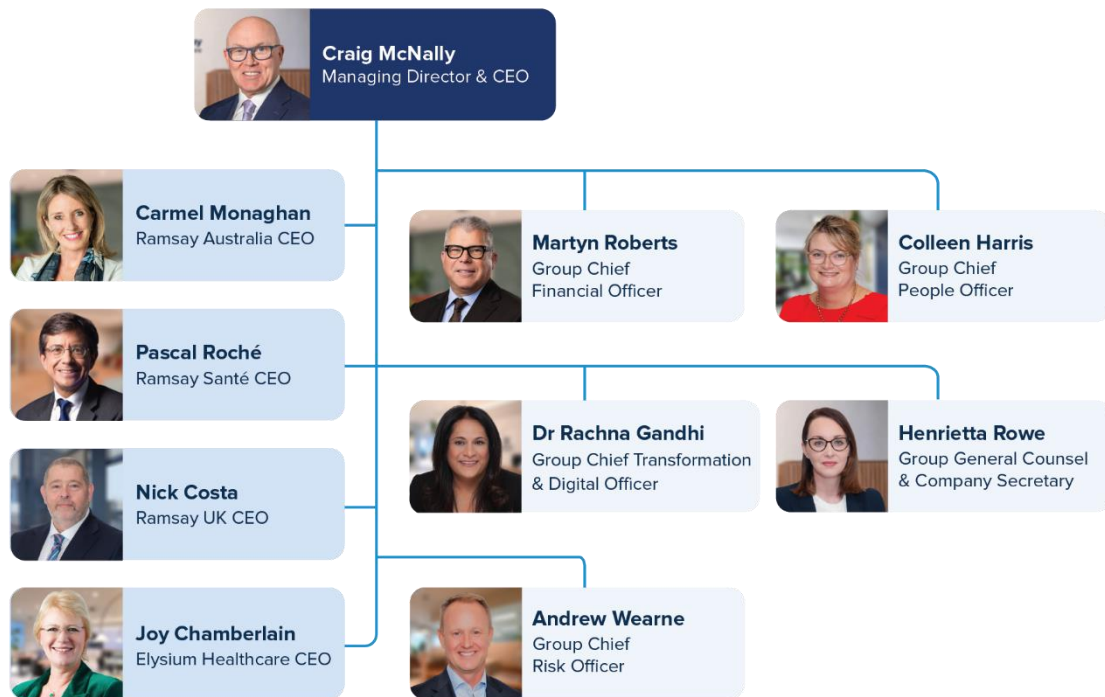 Craig McNally
Managing Director & CEO
Carmel Monaghan
Ramsay Australia CEO
Martyn Roberts
Group Chief
Financial Officer
Colleen Harris
Group Chief
People Officer
Pascal Roché
Ramsay Santé CEO
Dr Rachna Gandhi
Group Chief Transformation
& Digital Officer
Henrietta Rowe
Group General Counsel
& Company Secretary
Nick Costa
Ramsay UK CEO
Joy Chamberlain
Elysium Healthcare CEO
Andrew Wearne
Group Chief
Risk Officer